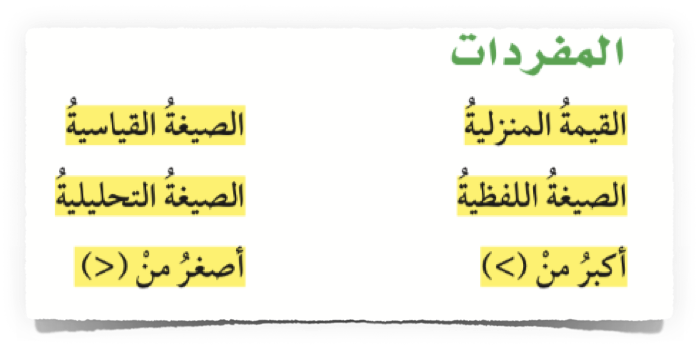 المفردات
القيمةُ المنزليةُ
الصيغةُ القياسيةُ
الصيغةُ اللفظيةُ
الصيغةُ التحليليةُ
أكبرُ منْ (>)
أصغرُ منْ (<)